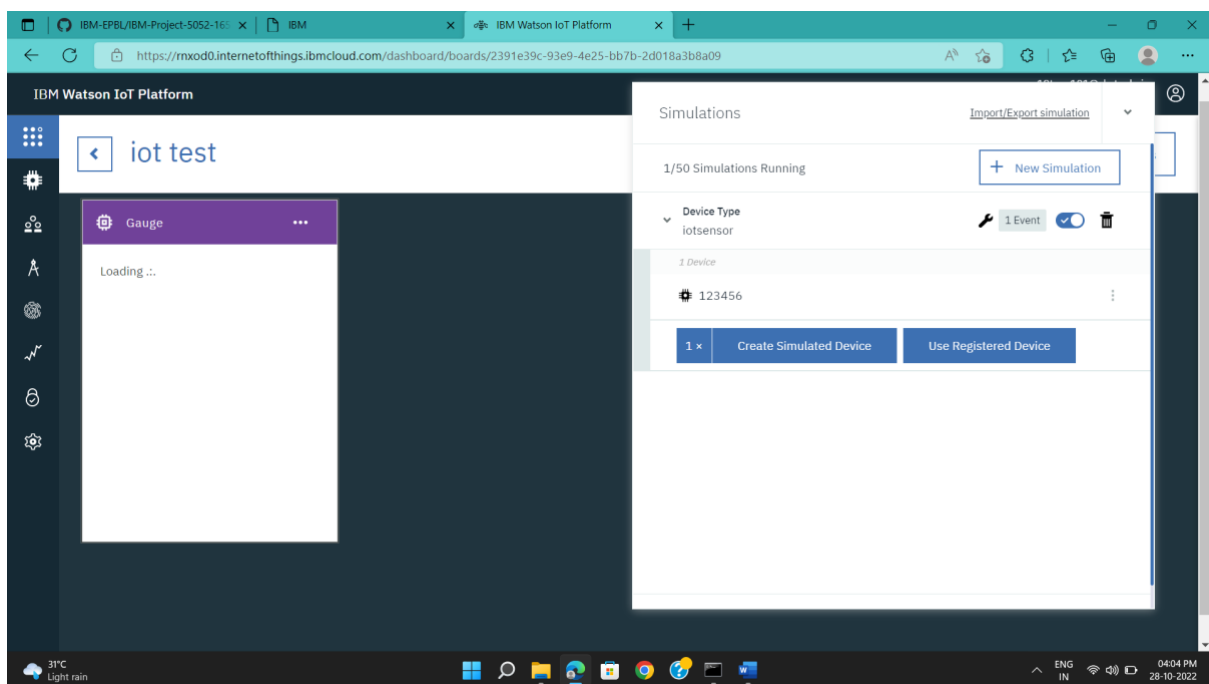 IBM-EPBL/IBM-Project-5052-165
IBM
IBM Watson IoT Platform
https://rnxod0.internetofthings.ibmcloud.com/dashboard/boards/2391e39c-93e9-4e25-bb7b-2d018a3b8a09
IBM Watson IoT Platform
iot test
Gauge
Loading .:.
Simulations
Import/Export simulation
1/50 Simulations Running
+ New Simulation
Device Type
iotsensor
1 Event
1 Device
123456
1 ×
Create Simulated Device
Use Registered Device
31°C
Light rain
ENG
IN
04:04 PM
28-10-2022